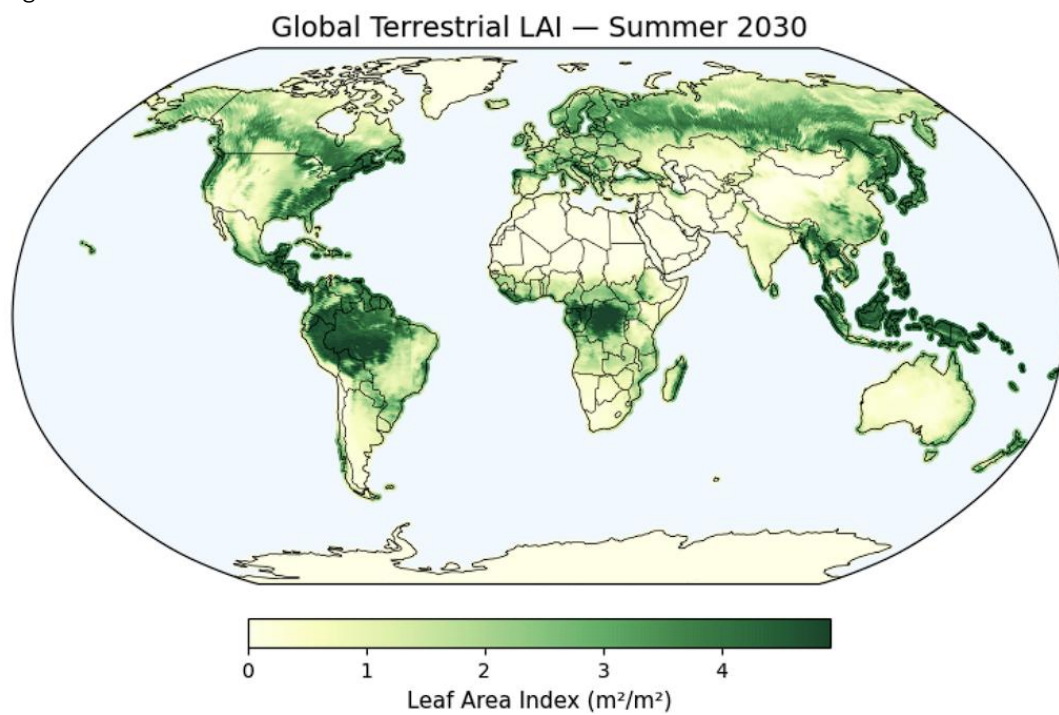 Global Terrestrial LAI — Summer 2030
0 1 2 3 4
Leaf Area Index (m²/m²)